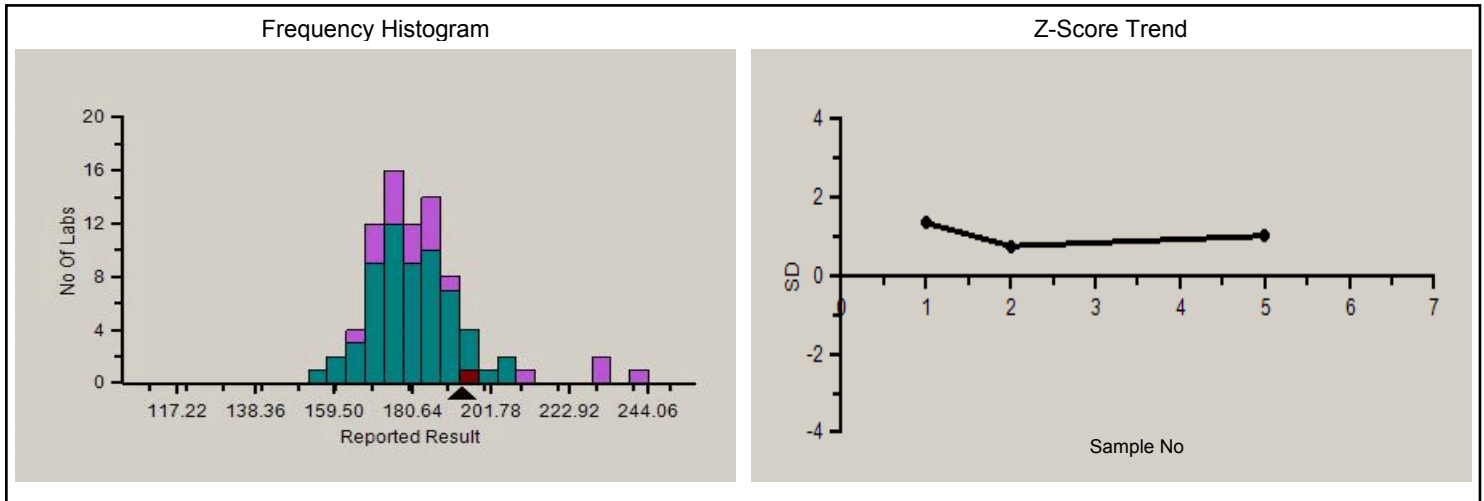 Frequency Histogram
20
16
12
8
4
0
No Of Labs
117.22 138.36 159.50 180.64 201.78 222.92 244.06
Reported Result
Z-Score Trend
4
2
0
-2
-4
SD
0 1 2 3 4 5 6 7
Sample No